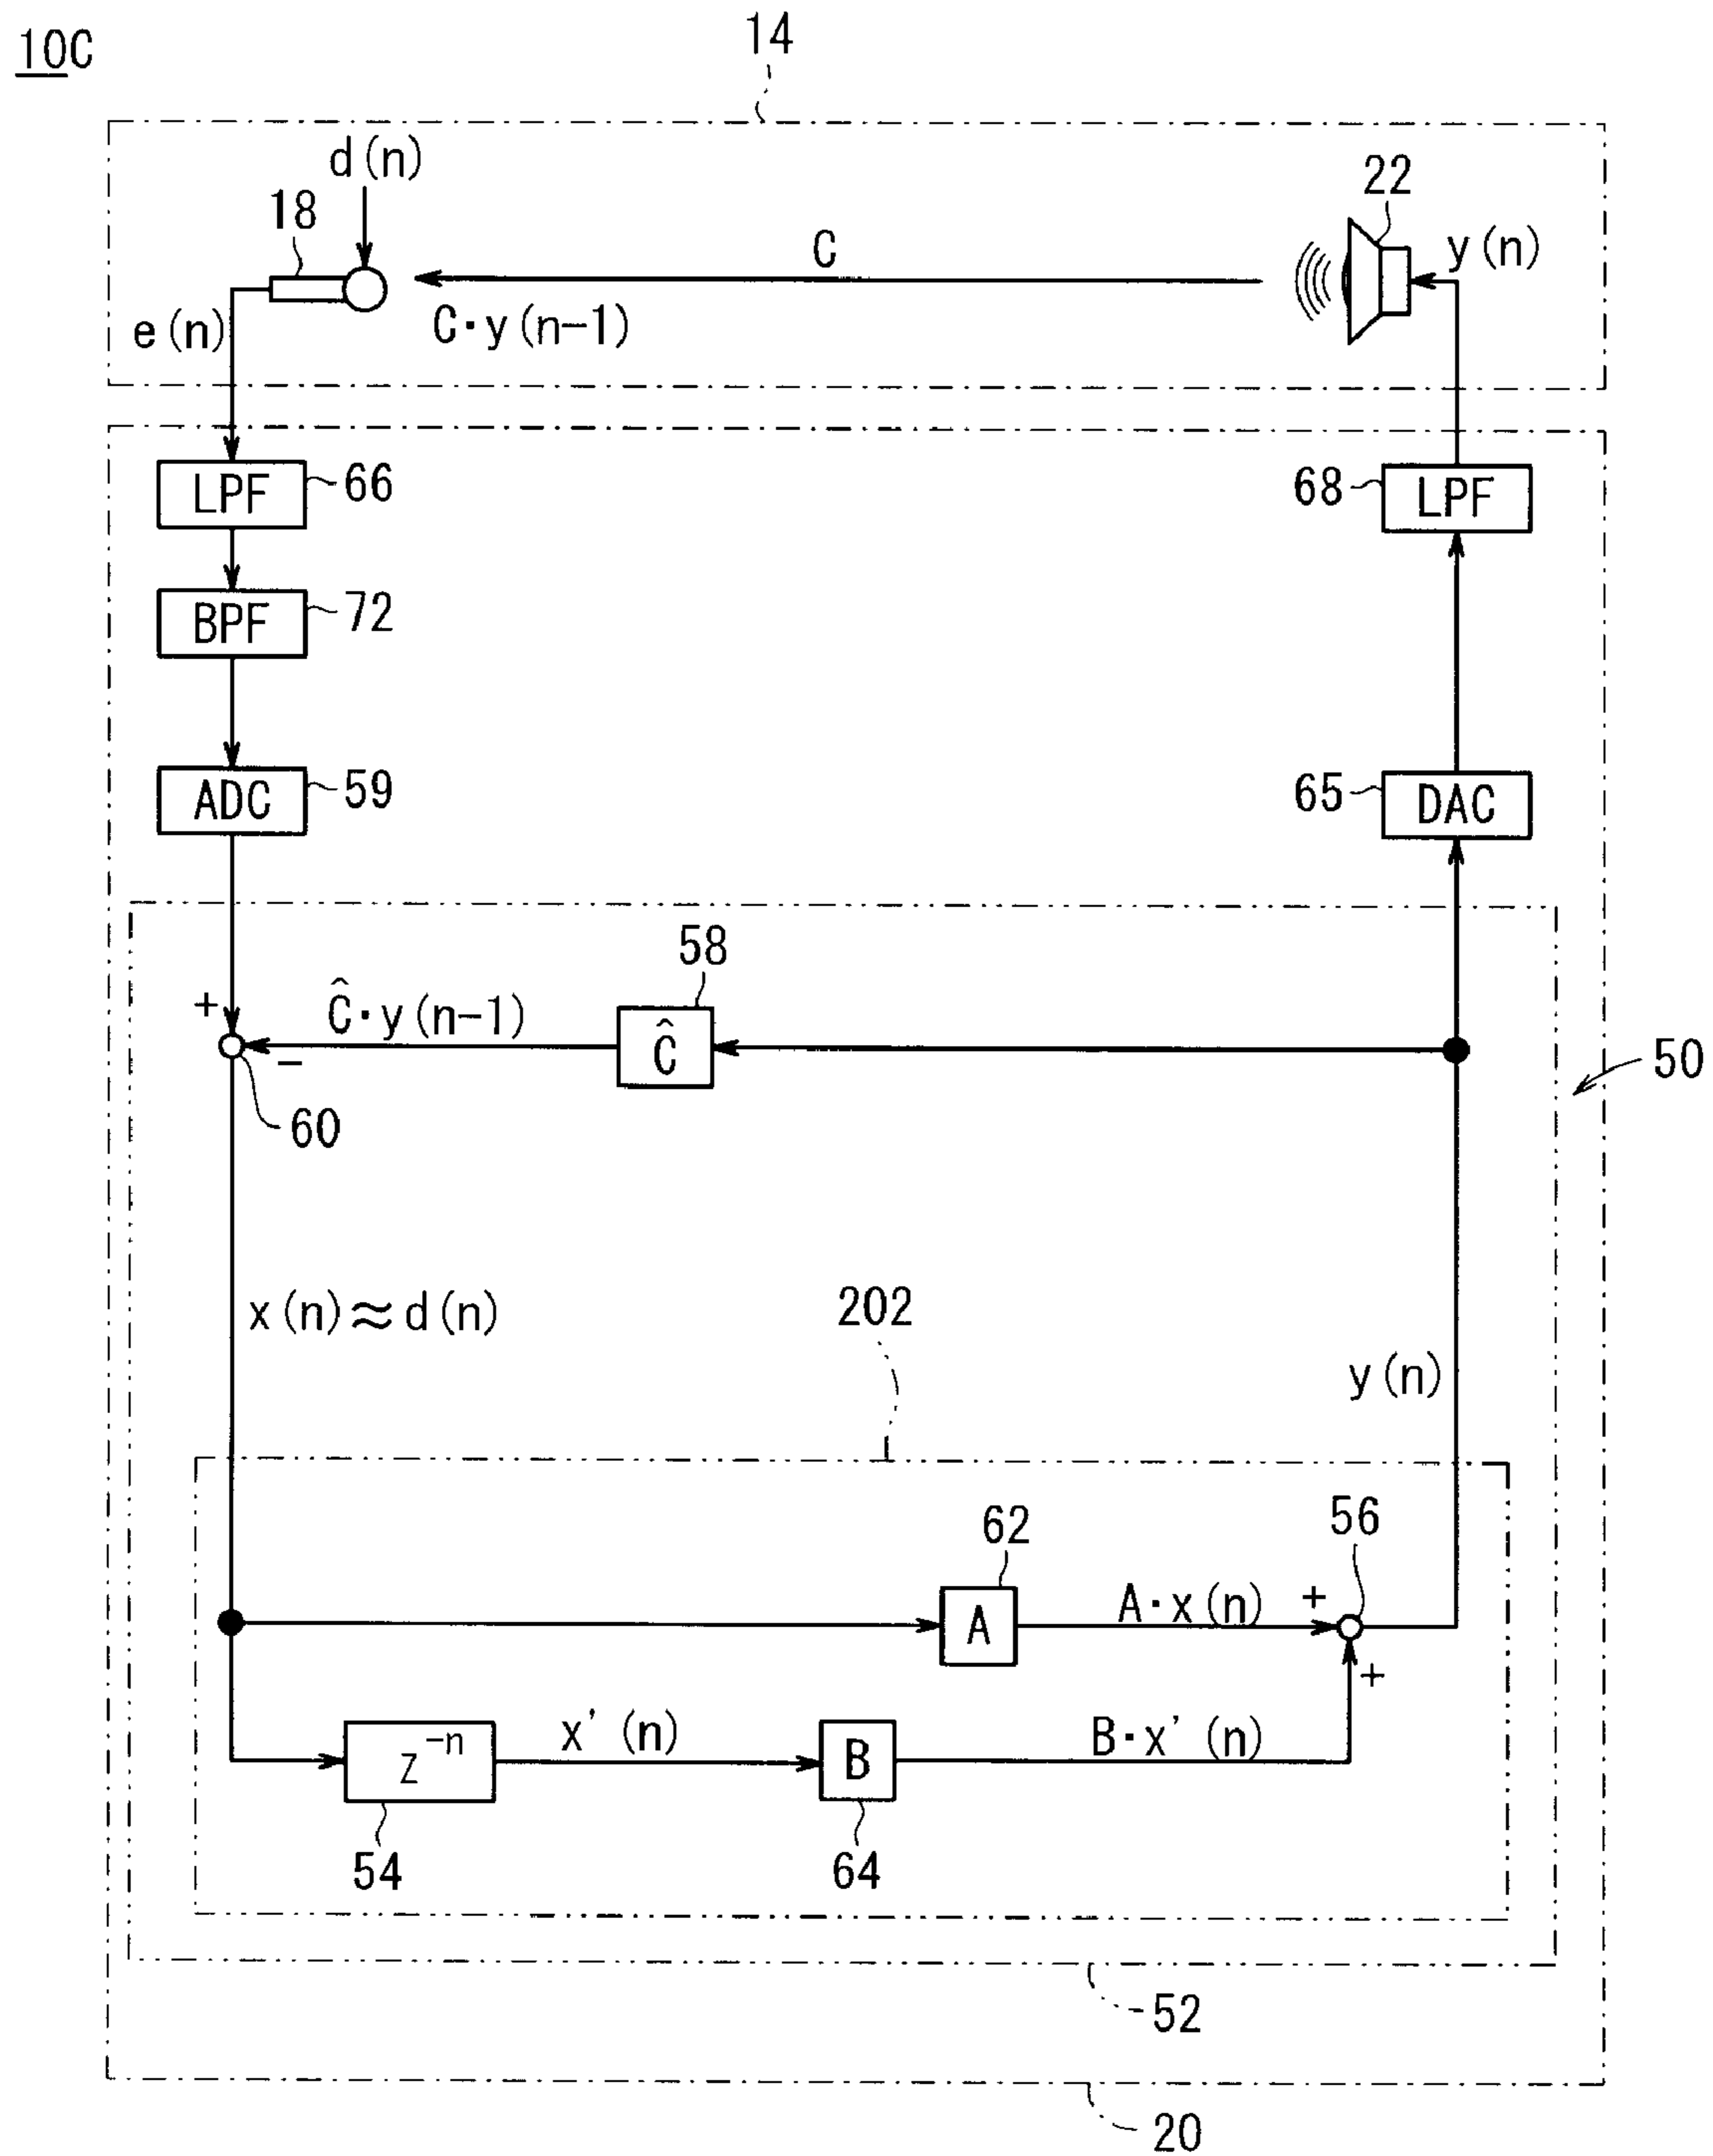 10C
14
d(n)
18
22
C
y(n)
C·y(n-1)
e(n)
LPF
66
68
LPF
BPF
72
ADC
59
65
DAC
58
+
Ĉ·y(n-1)
Ĉ
-
50
60
x(n)≈d(n)
202
y(n)
62
56
A
A·x(n)
+
+
z⁻ⁿ
x'(n)
B
B·x'(n)
54
64
52
20